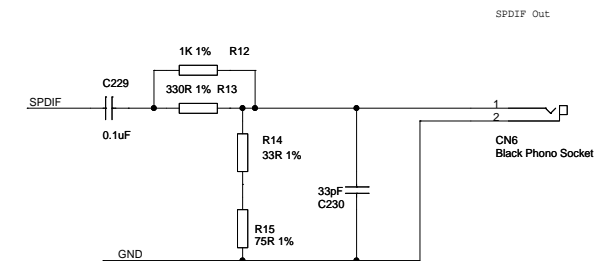 SPDIF Out
1K 1% R12
C229
330R 1% R13
SPDIF
1
2
0.1uF
R14
33R 1%
CN6
Black Phono Socket
33pF
C230
R15
75R 1%
GND